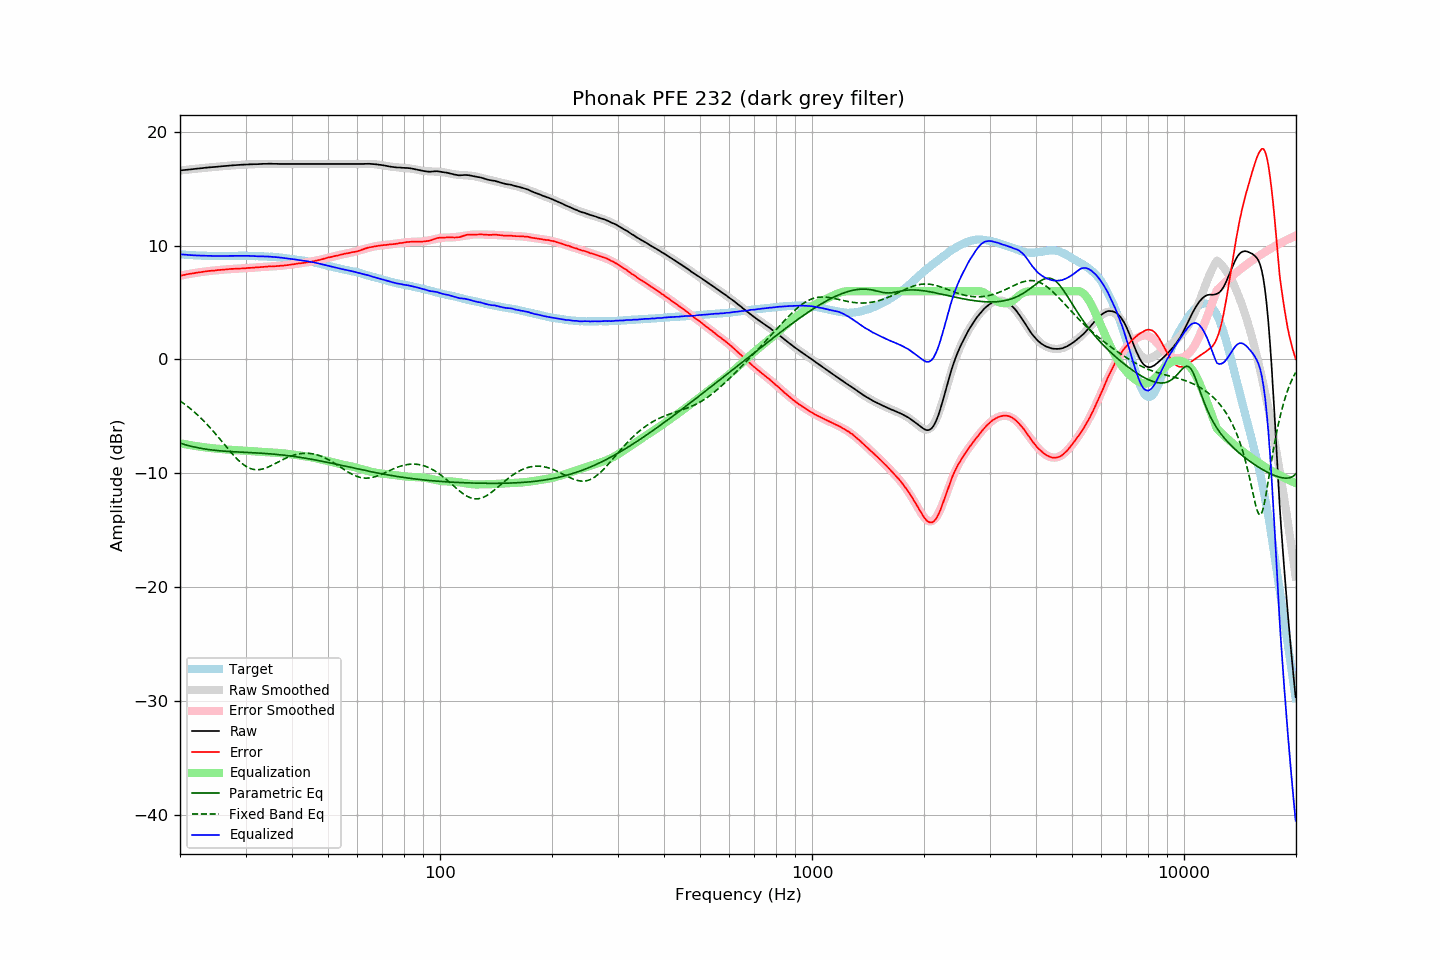 Phonak PFE 232 (dark grey filter)
20
10
0
−10
−20
−30
−40
Amplitude (dBr)
Target
Raw Smoothed
Error Smoothed
Raw
Error
Equalization
Parametric Eq
Fixed Band Eq
Equalized
100
1000
10000
Frequency (Hz)